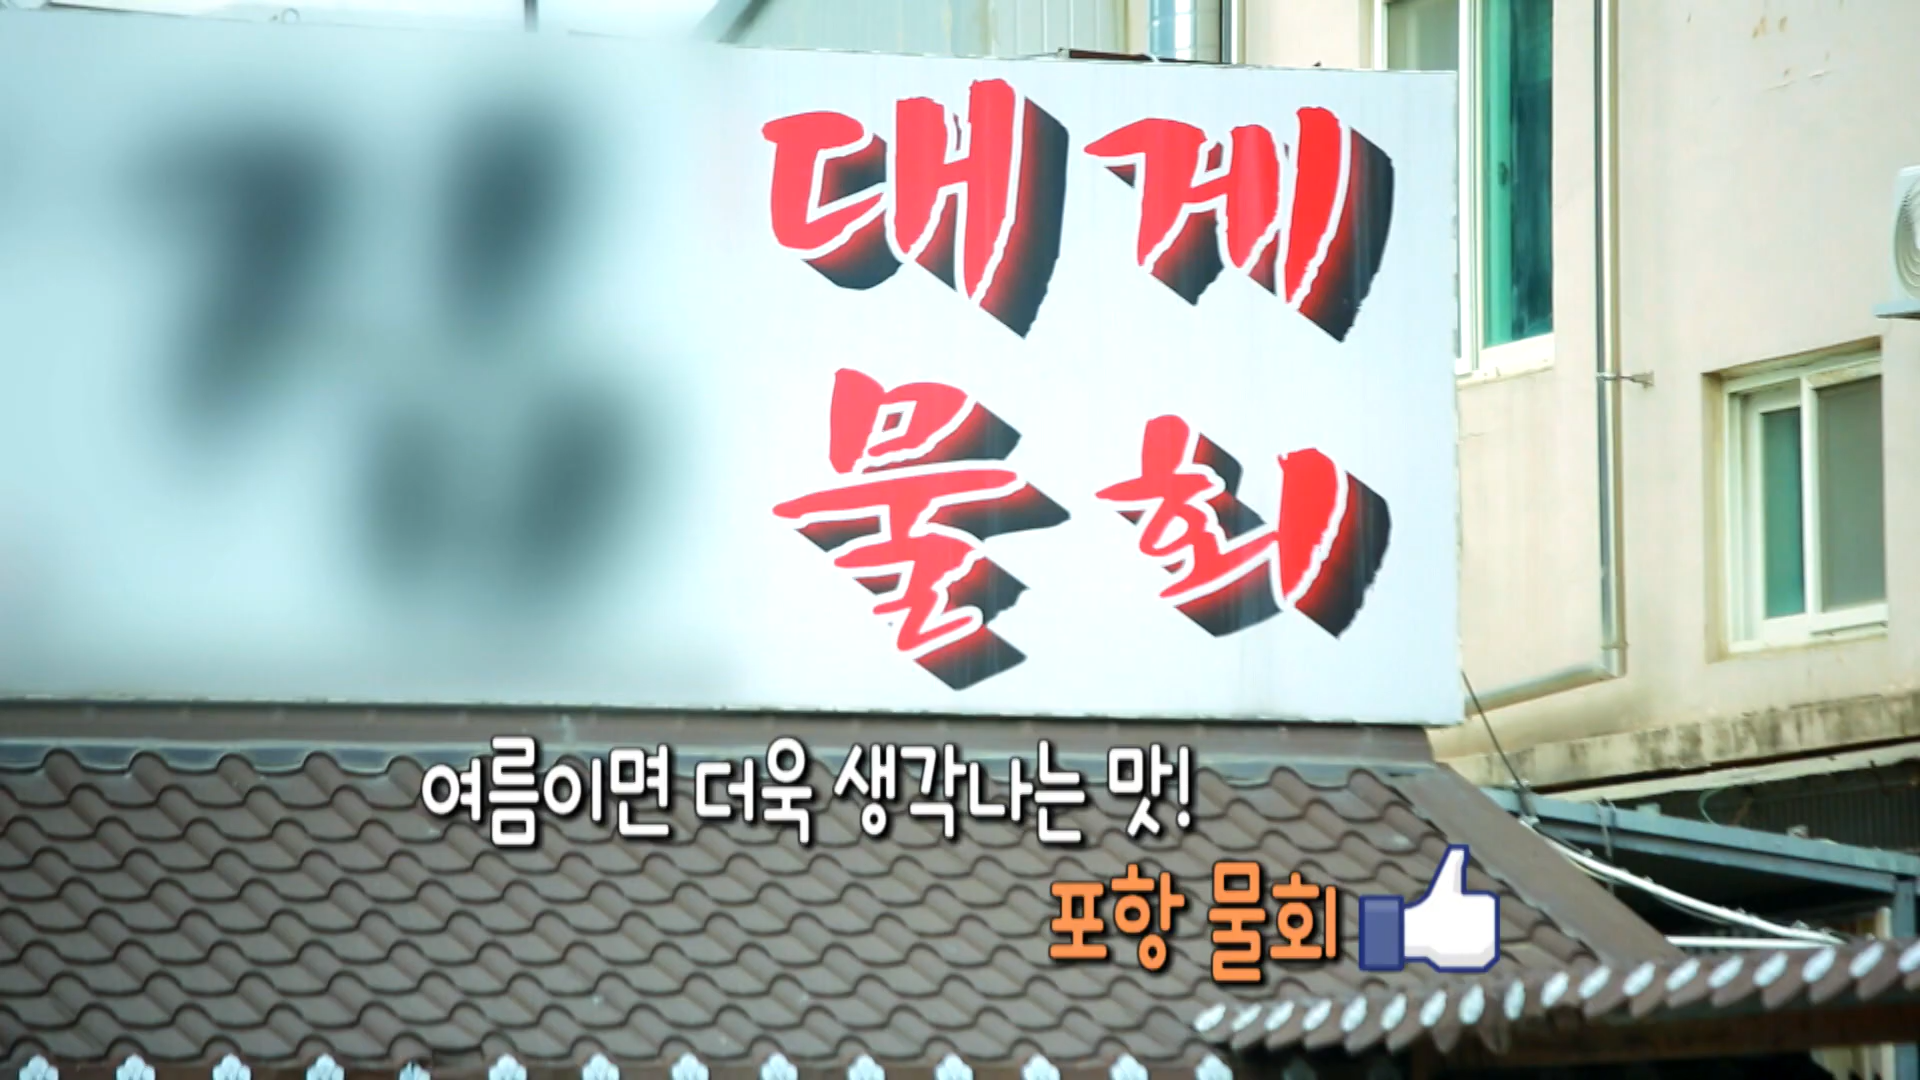 대게
물회
여름이면 더욱 생각나는 맛!
포항 물회